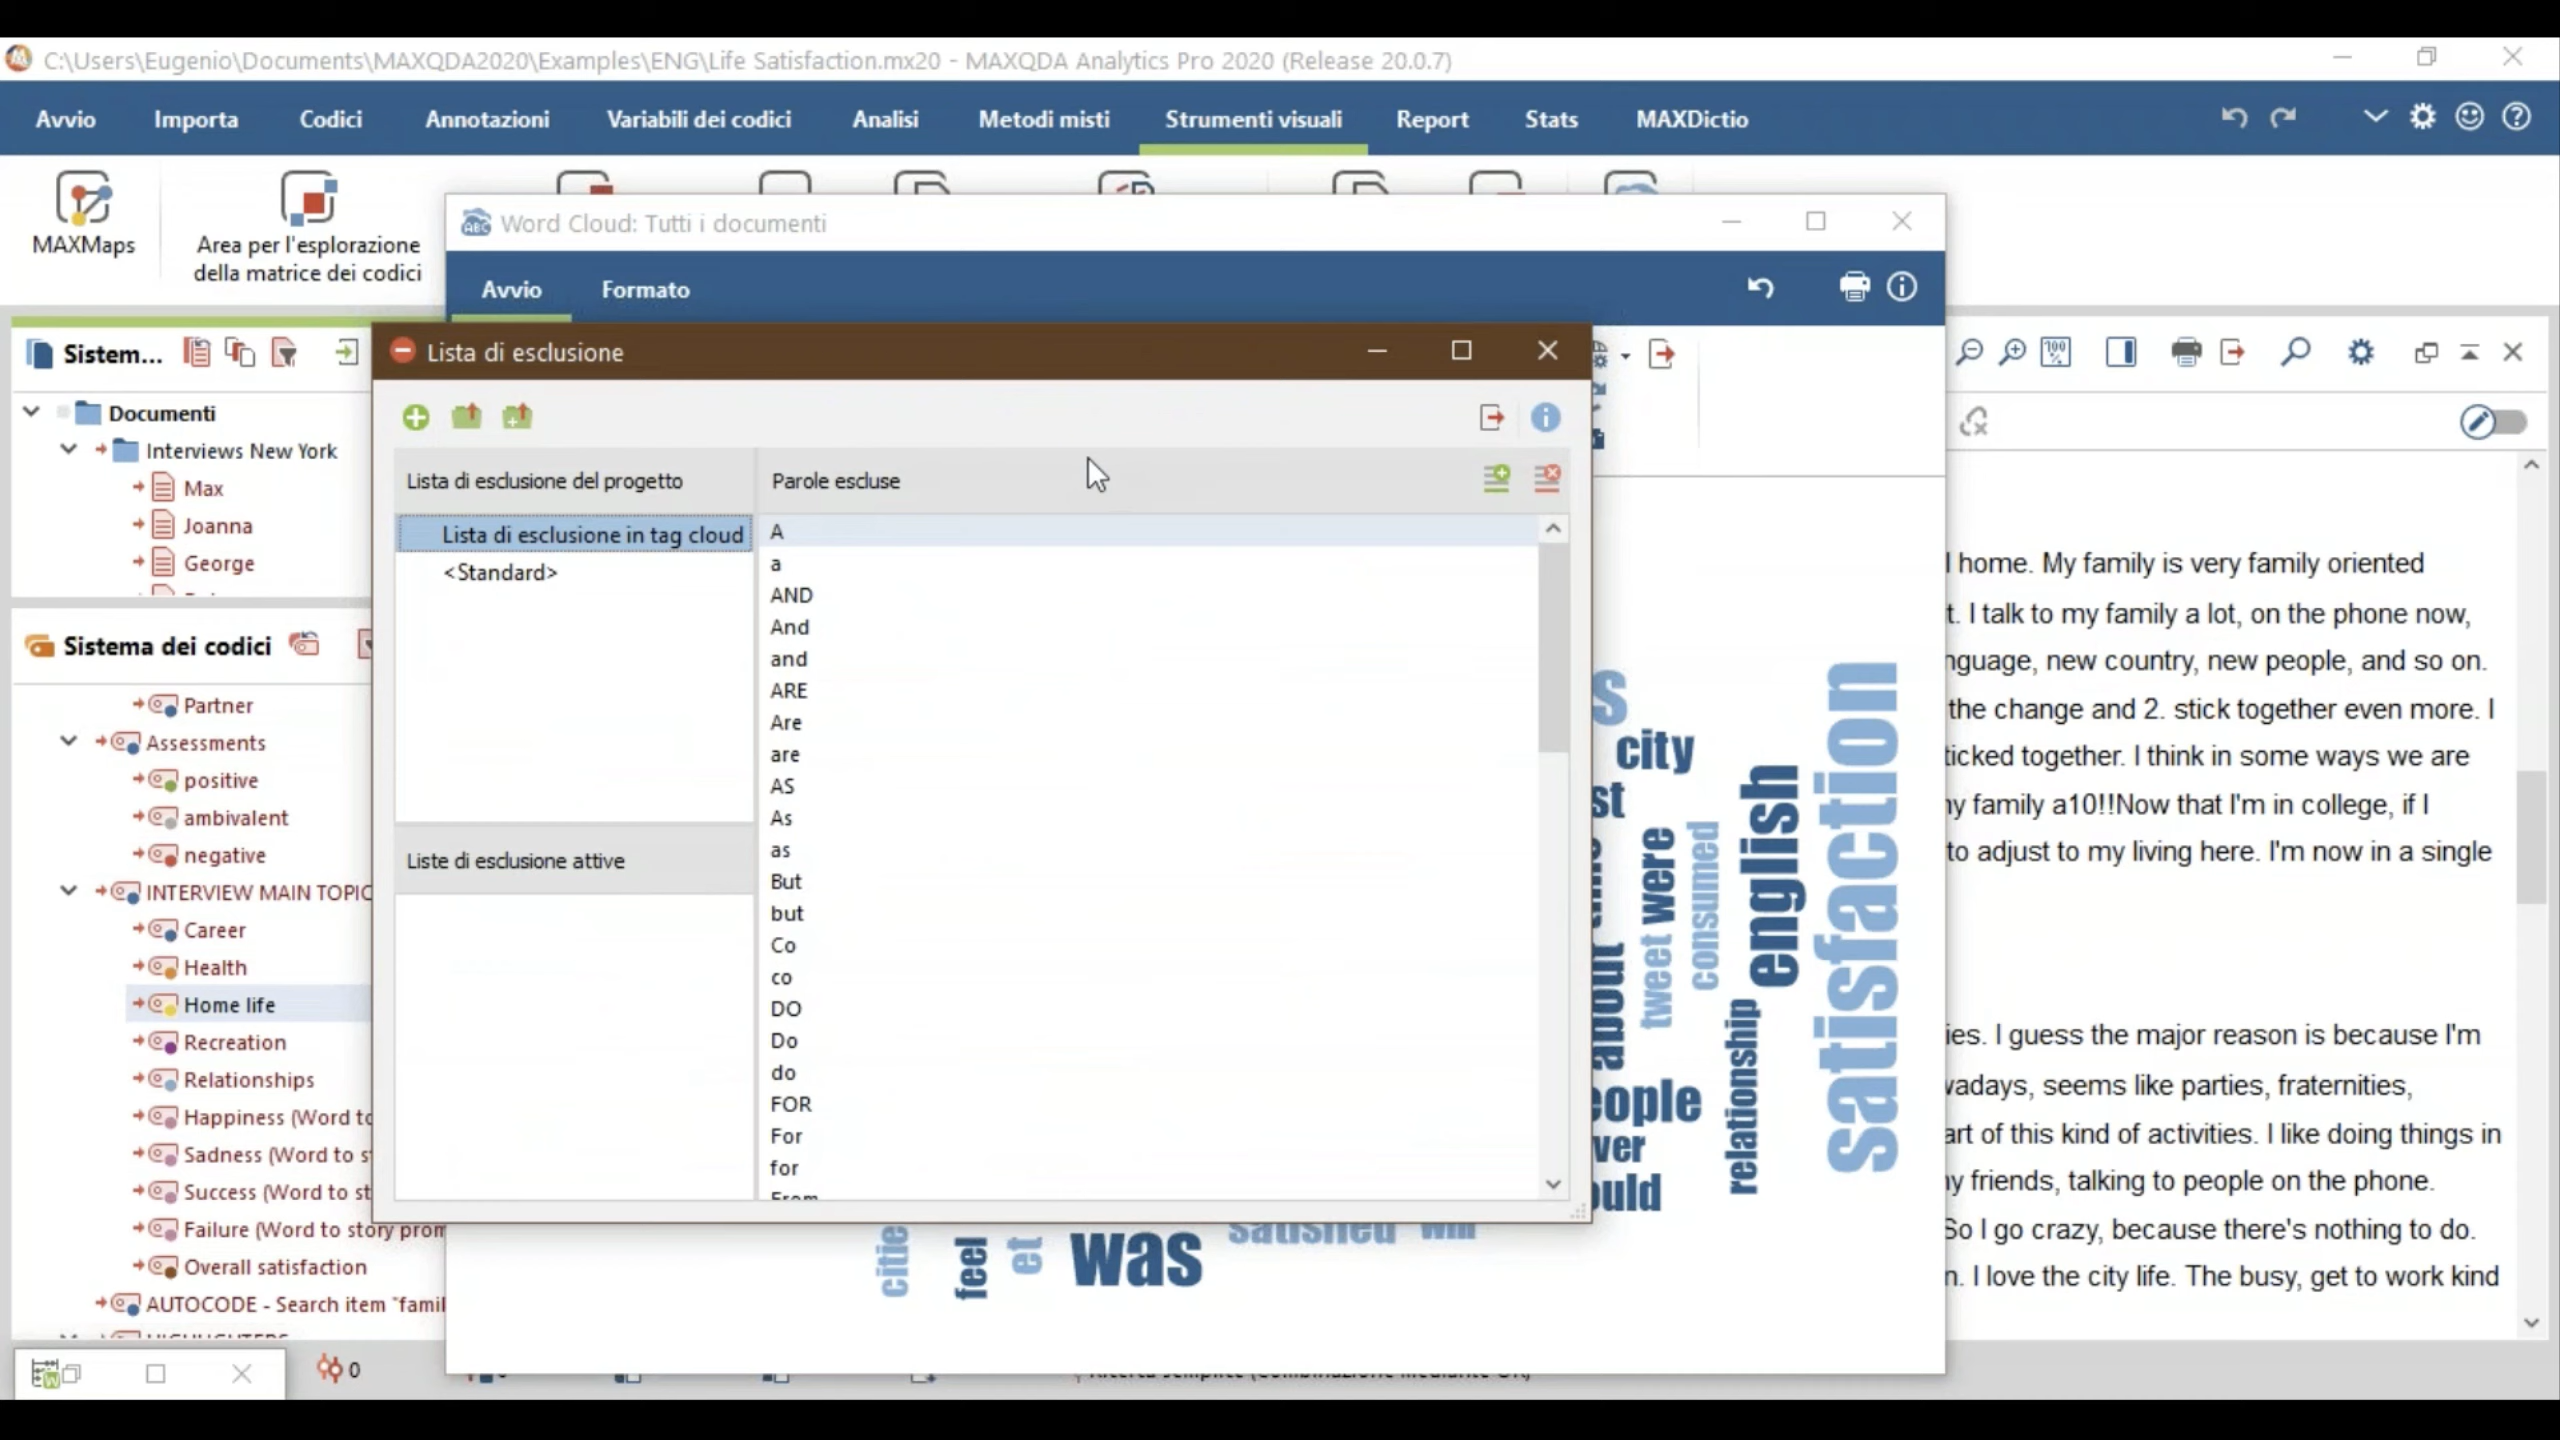 C:\Users\Eugenio\Documents\MAXQDA2020\Examples\ENG\Life Satisfaction.mx20 - MAXQDA Analytics Pro 2020 (Release 20.0.7)
Avvio Importa Codici Annotazioni Variabili dei codici Analisi Metodi misti Strumenti visuali Report Stats MAXDictio
MAXMaps
Area per l'esplorazione
della matrice dei codici
Word Cloud: Tutti i documenti
Avvio Formato
Lista di esclusione
Lista di esclusione del progetto
Lista di esclusione in tag cloud
<Standard>
Liste di esclusione attive
Parole escluse
A
a
AND
And
and
ARE
Are
are
AS
As
as
But
but
Co
co
DO
Do
do
FOR
For
for
From
Sistem...
Documenti
Interviews New York
Max
Joanna
George
Sistema dei codici
Partner
Assessments
positive
ambivalent
negative
INTERVIEW MAIN TOPIC
Career
Health
Home life
Recreation
Relationships
Happiness (Word to
Sadness (Word to s
Success (Word to st
Failure (Word to story prom
Overall satisfaction
AUTOCODE - Search item "famil
HIGHLIGHTERS
0
city
were
tweet
consumed
english
satisfaction
about
relationship
feel
et
was
satisfied
will
100 %
home. My family is very family oriented
t. I talk to my family a lot, on the phone now,
nguage, new country, new people, and so on.
the change and 2. stick together even more. I
ticked together. I think in some ways we are
y family a10!!Now that I'm in college, if I
to adjust to my living here. I'm now in a single
ies. I guess the major reason is because I'm
wadays, seems like parties, fraternities,
art of this kind of activities. I like doing things in
y friends, talking to people on the phone.
So I go crazy, because there's nothing to do.
n. I love the city life. The busy, get to work kind